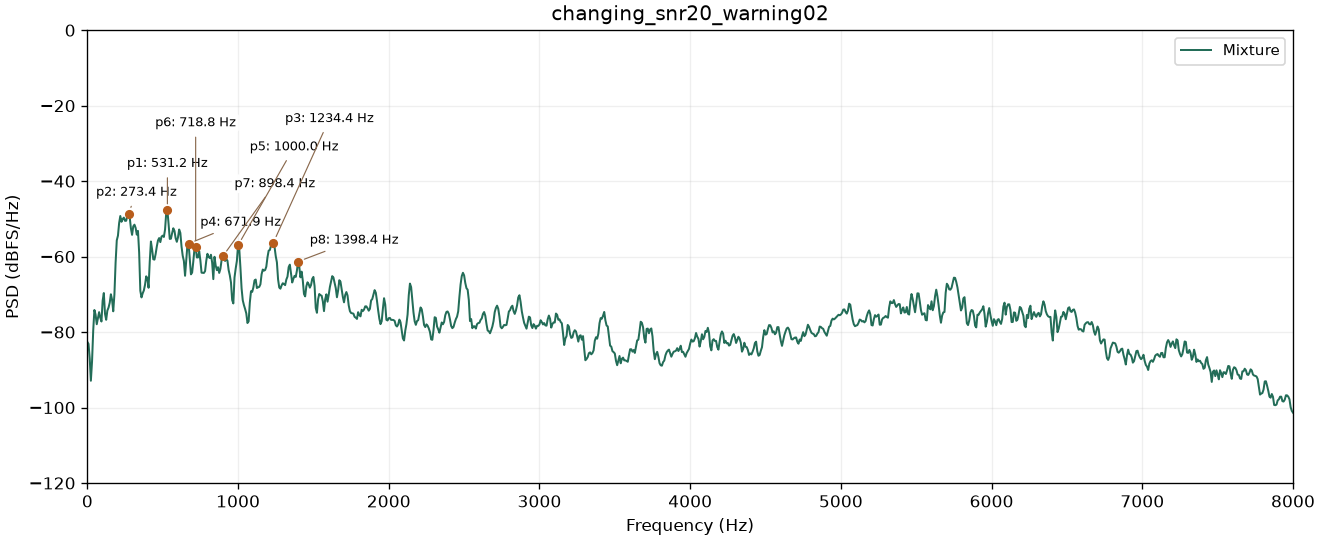 changing_snr20_warning02
Mixture
p3: 1234.4 Hz
p6: 718.8 Hz
p5: 1000.0 Hz
p1: 531.2 Hz
p7: 898.4 Hz
p2: 273.4 Hz
p4: 671.9 Hz
p8: 1398.4 Hz
PSD (dBFS/Hz)
0
−20
−40
−60
−80
−100
−120
0 1000 2000 3000 4000 5000 6000 7000 8000
Frequency (Hz)